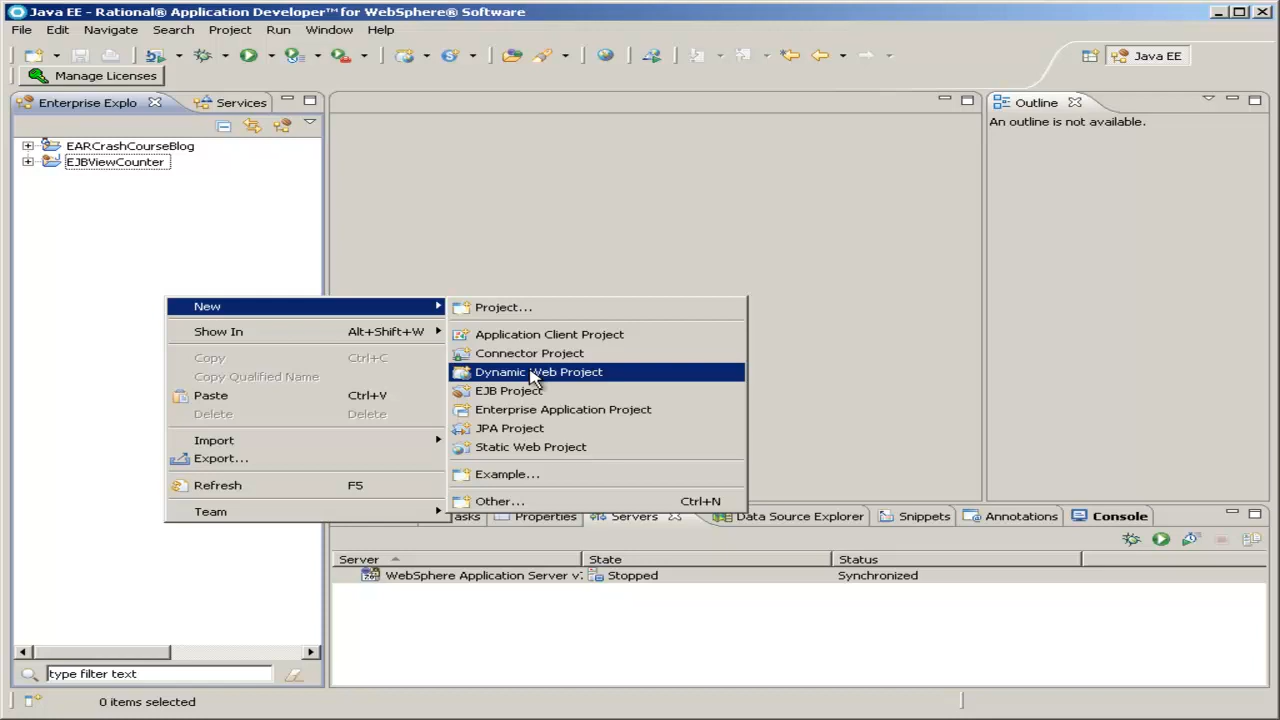 Java EE - Rational® Application Developer™ for WebSphere® Software
File Edit Navigate Search Project Run Window Help
Manage Licenses
Java EE
Enterprise Explo
Services
Outline
An outline is not available.
EARCrashCourseBlog
EJBViewCounter
New
Show In Alt+Shift+W
Copy Ctrl+C
Copy Qualified Name
Paste Ctrl+V
Delete Delete
Import
Export...
Refresh F5
Team
Project...
Application Client Project
Connector Project
Dynamic Web Project
EJB Project
Enterprise Application Project
JPA Project
Static Web Project
Example...
Other... Ctrl+N
Properties Servers Data Source Explorer Snippets Annotations Console
Server State Status
WebSphere Application Server v7 Stopped Synchronized
type filter text
0 items selected